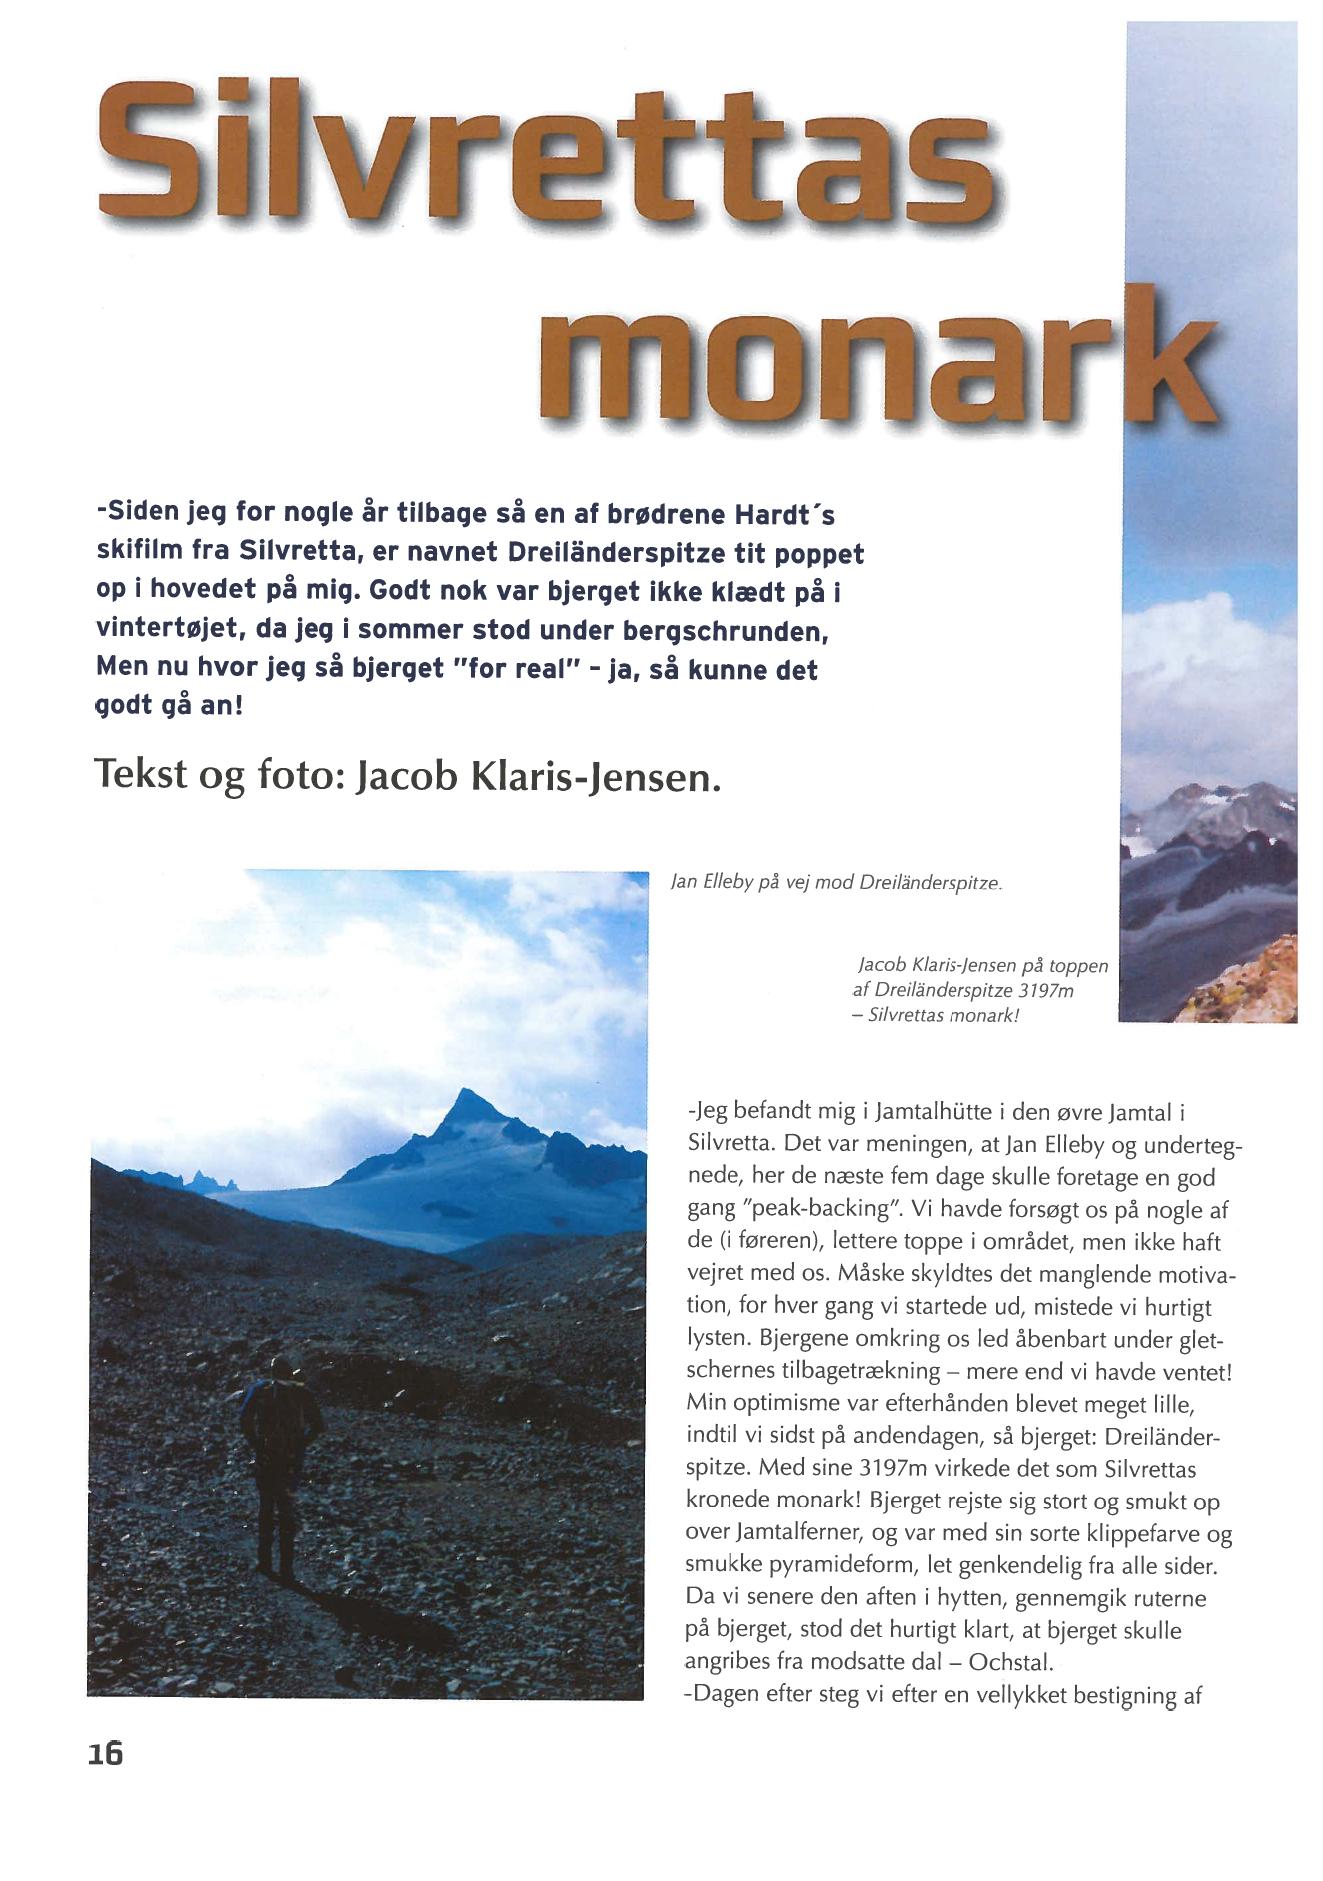 Silvrettas
monark
-Siden jeg for nogle år tilbage så en af brødrene Hardt´s
skifilm fra Silvretta, er navnet Dreiländerspitze tit poppet
op i hovedet på mig. Godt nok var bjerget ikke klædt på i
vintertøjet, da jeg i sommer stod under bergschrunden,
Men nu hvor jeg så bjerget "for real" - ja, så kunne det
godt gå an!
Tekst og foto: Jacob Klaris-Jensen.
Jan Elleby på vej mod Dreiländerspitze.
Jacob Klaris-Jensen på toppen
af Dreiländerspitze 3197m
– Silvrettas monark!
-Jeg befandt mig i Jamtalhütte i den øvre Jamtal i
Silvretta. Det var meningen, at Jan Elleby og underteg-
nede, her de næste fem dage skulle foretage en god
gang "peak-backing". Vi havde forsøgt os på nogle af
de (i føreren), lettere toppe i området, men ikke haft
vejret med os. Måske skyldtes det manglende motiva-
tion, for hver gang vi startede ud, mistede vi hurtigt
lysten. Bjergene omkring os led åbenbart under glet-
schernes tilbagetrækning – mere end vi havde ventet!
Min optimisme var efterhånden blevet meget lille,
indtil vi sidst på andendagen, så bjerget: Dreiländer-
spitze. Med sine 3197m virkede det som Silvrettas
kronede monark! Bjerget rejste sig stort og smukt op
over Jamtalferner, og var med sin sorte klippefarve og
smukke pyramideform, let genkendelig fra alle sider.
Da vi senere den aften i hytten, gennemgik ruterne
på bjerget, stod det hurtigt klart, at bjerget skulle
angribes fra modsatte dal – Ochstal.
-Dagen efter steg vi efter en vellykket bestigning af
16